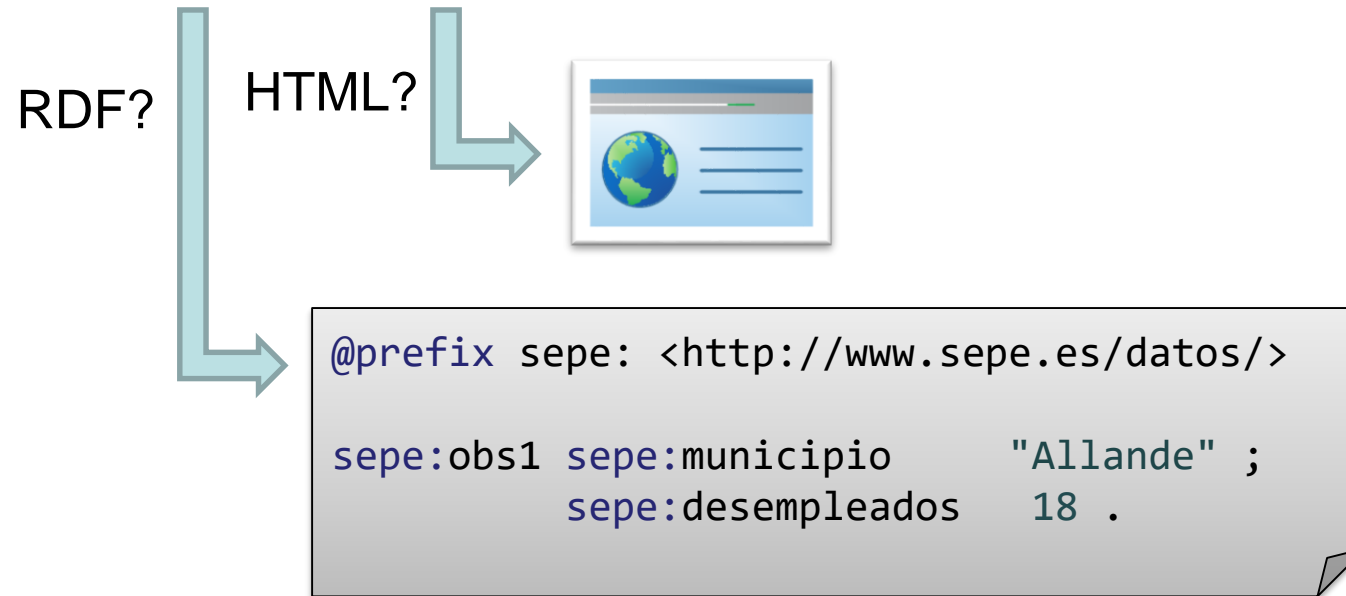 RDF?
HTML?
@prefix sepe: <http://www.sepe.es/datos/>
sepe:obs1 sepe:municipio "Allande" ;
sepe:desempleados 18 .